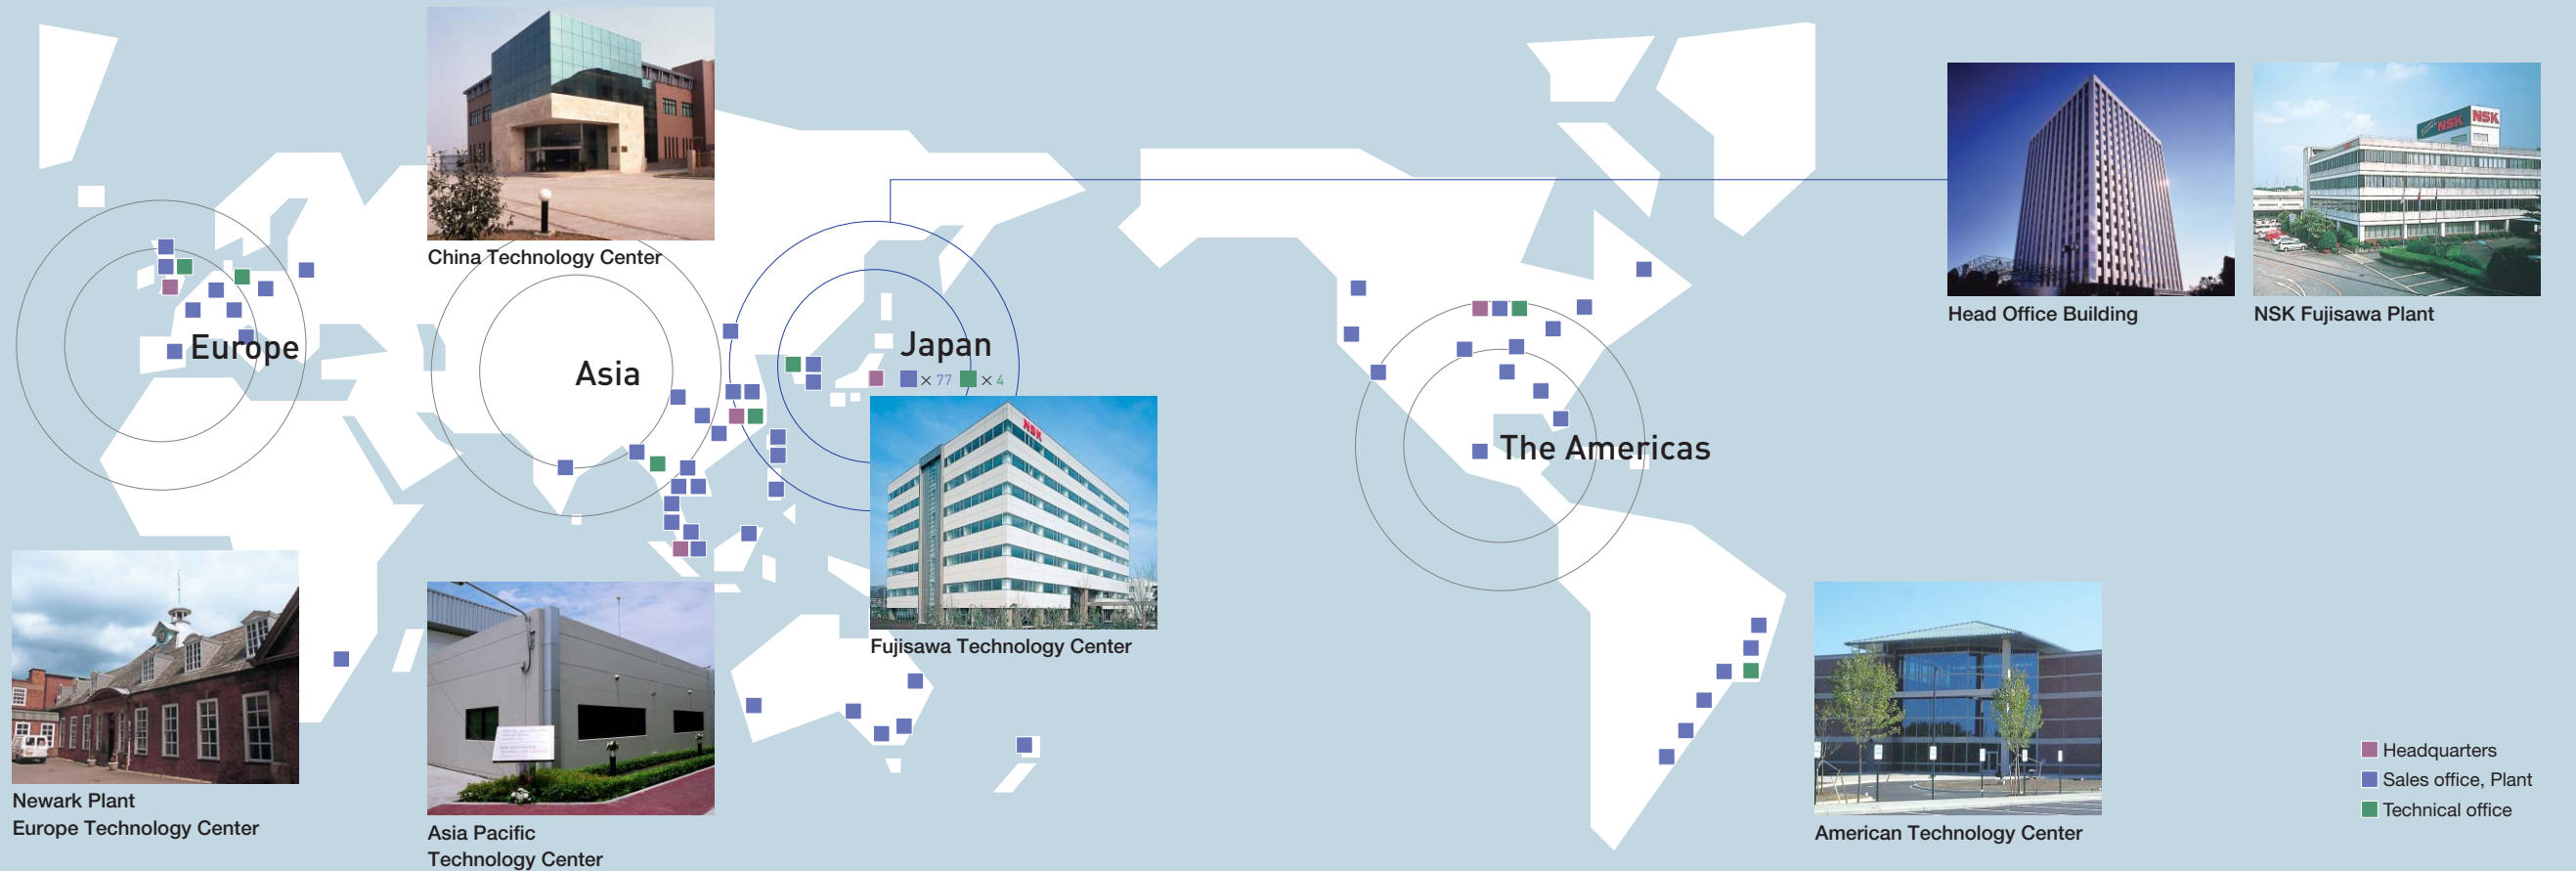 China Technology Center
Head Office Building
NSK
NSK
NSK Fujisawa Plant
Europe
Asia
Japan
× 77 × 4
NSK
Fujisawa Technology Center
The Americas
Newark Plant
Europe Technology Center
Asia Pacific
Technology Center
American Technology Center
Headquarters
Sales office, Plant
Technical office